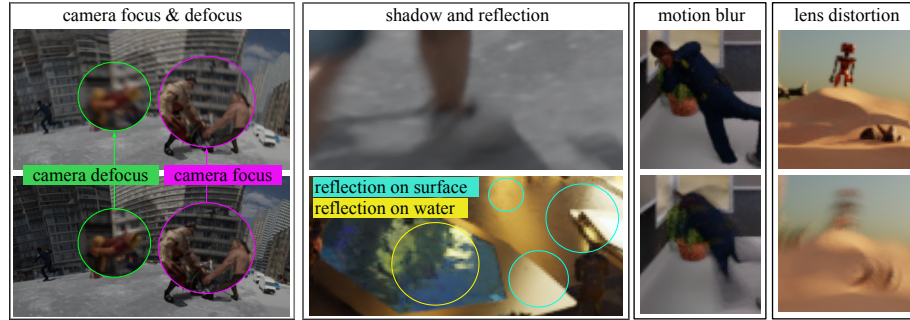 camera focus & defocus
shadow and reflection
motion blur
lens distortion
camera defocus
camera focus
reflection on surface
reflection on water